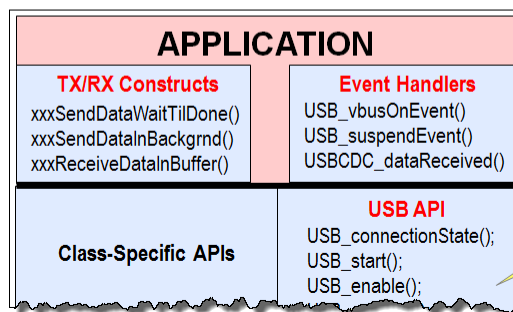 APPLICATION
TX/RX Constructs
xxxSendDataWaitTilDone()
xxxSendDataInBackgrnd()
xxxReceiveDataInBuffer()
Event Handlers
USB_vbusOnEvent()
USB_suspendEvent()
USBCDC_dataReceived()
Class-Specific APIs
USB API
USB_connectionState();
USB_start();
USB_enable();